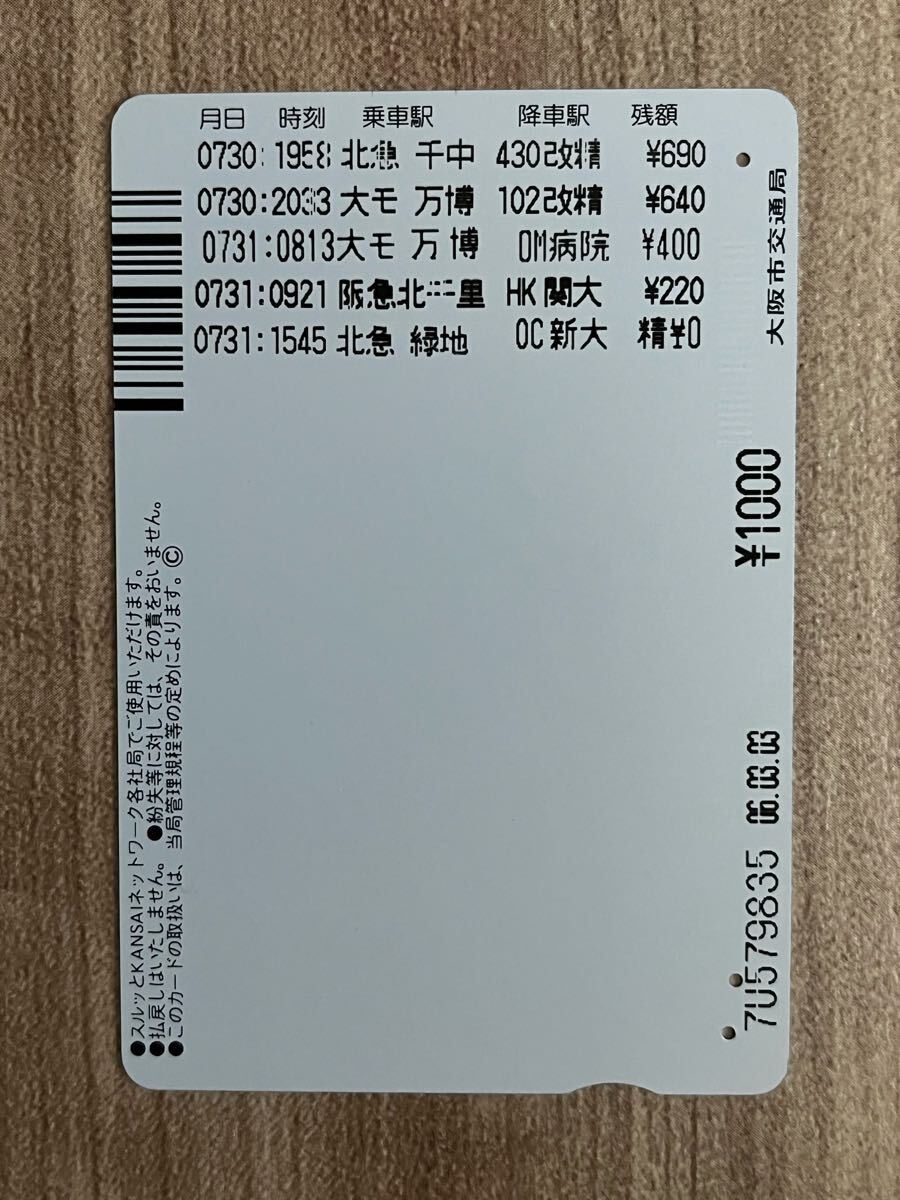 月日 時刻 乗車駅 降車駅 残額
0730:1958 北急 千中 430改精 ¥690
0730:2033 大モ 万博 102改精 ¥640
0731:0813 大モ 万博 OM病院 ¥400
0731:0921 阪急北千里 HK関大 ¥220
0731:1545 北急 緑地 OC新大 精¥0
大阪市交通局
¥1000
06.03.03
7U579835
●スルッとKANSAIネットワーク各社局でご使用いただけます。
●払戻しはいたしません。 ●紛失等に対しては、その責をおいません。
●このカードの取扱いは、当局管理規程等の定めによります。©